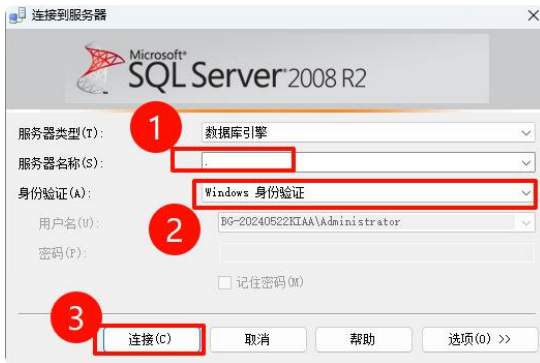 连接到服务器
Microsoft®
SQL Server 2008 R2
1
服务器类型(T): 数据库引擎
服务器名称(S): .
身份验证(A): Windows 身份验证
2
用户名(U): BG-20240522KIAA\Administrator
密码(P):
记住密码(M)
3
连接(C) 取消 帮助 选项(O) >>